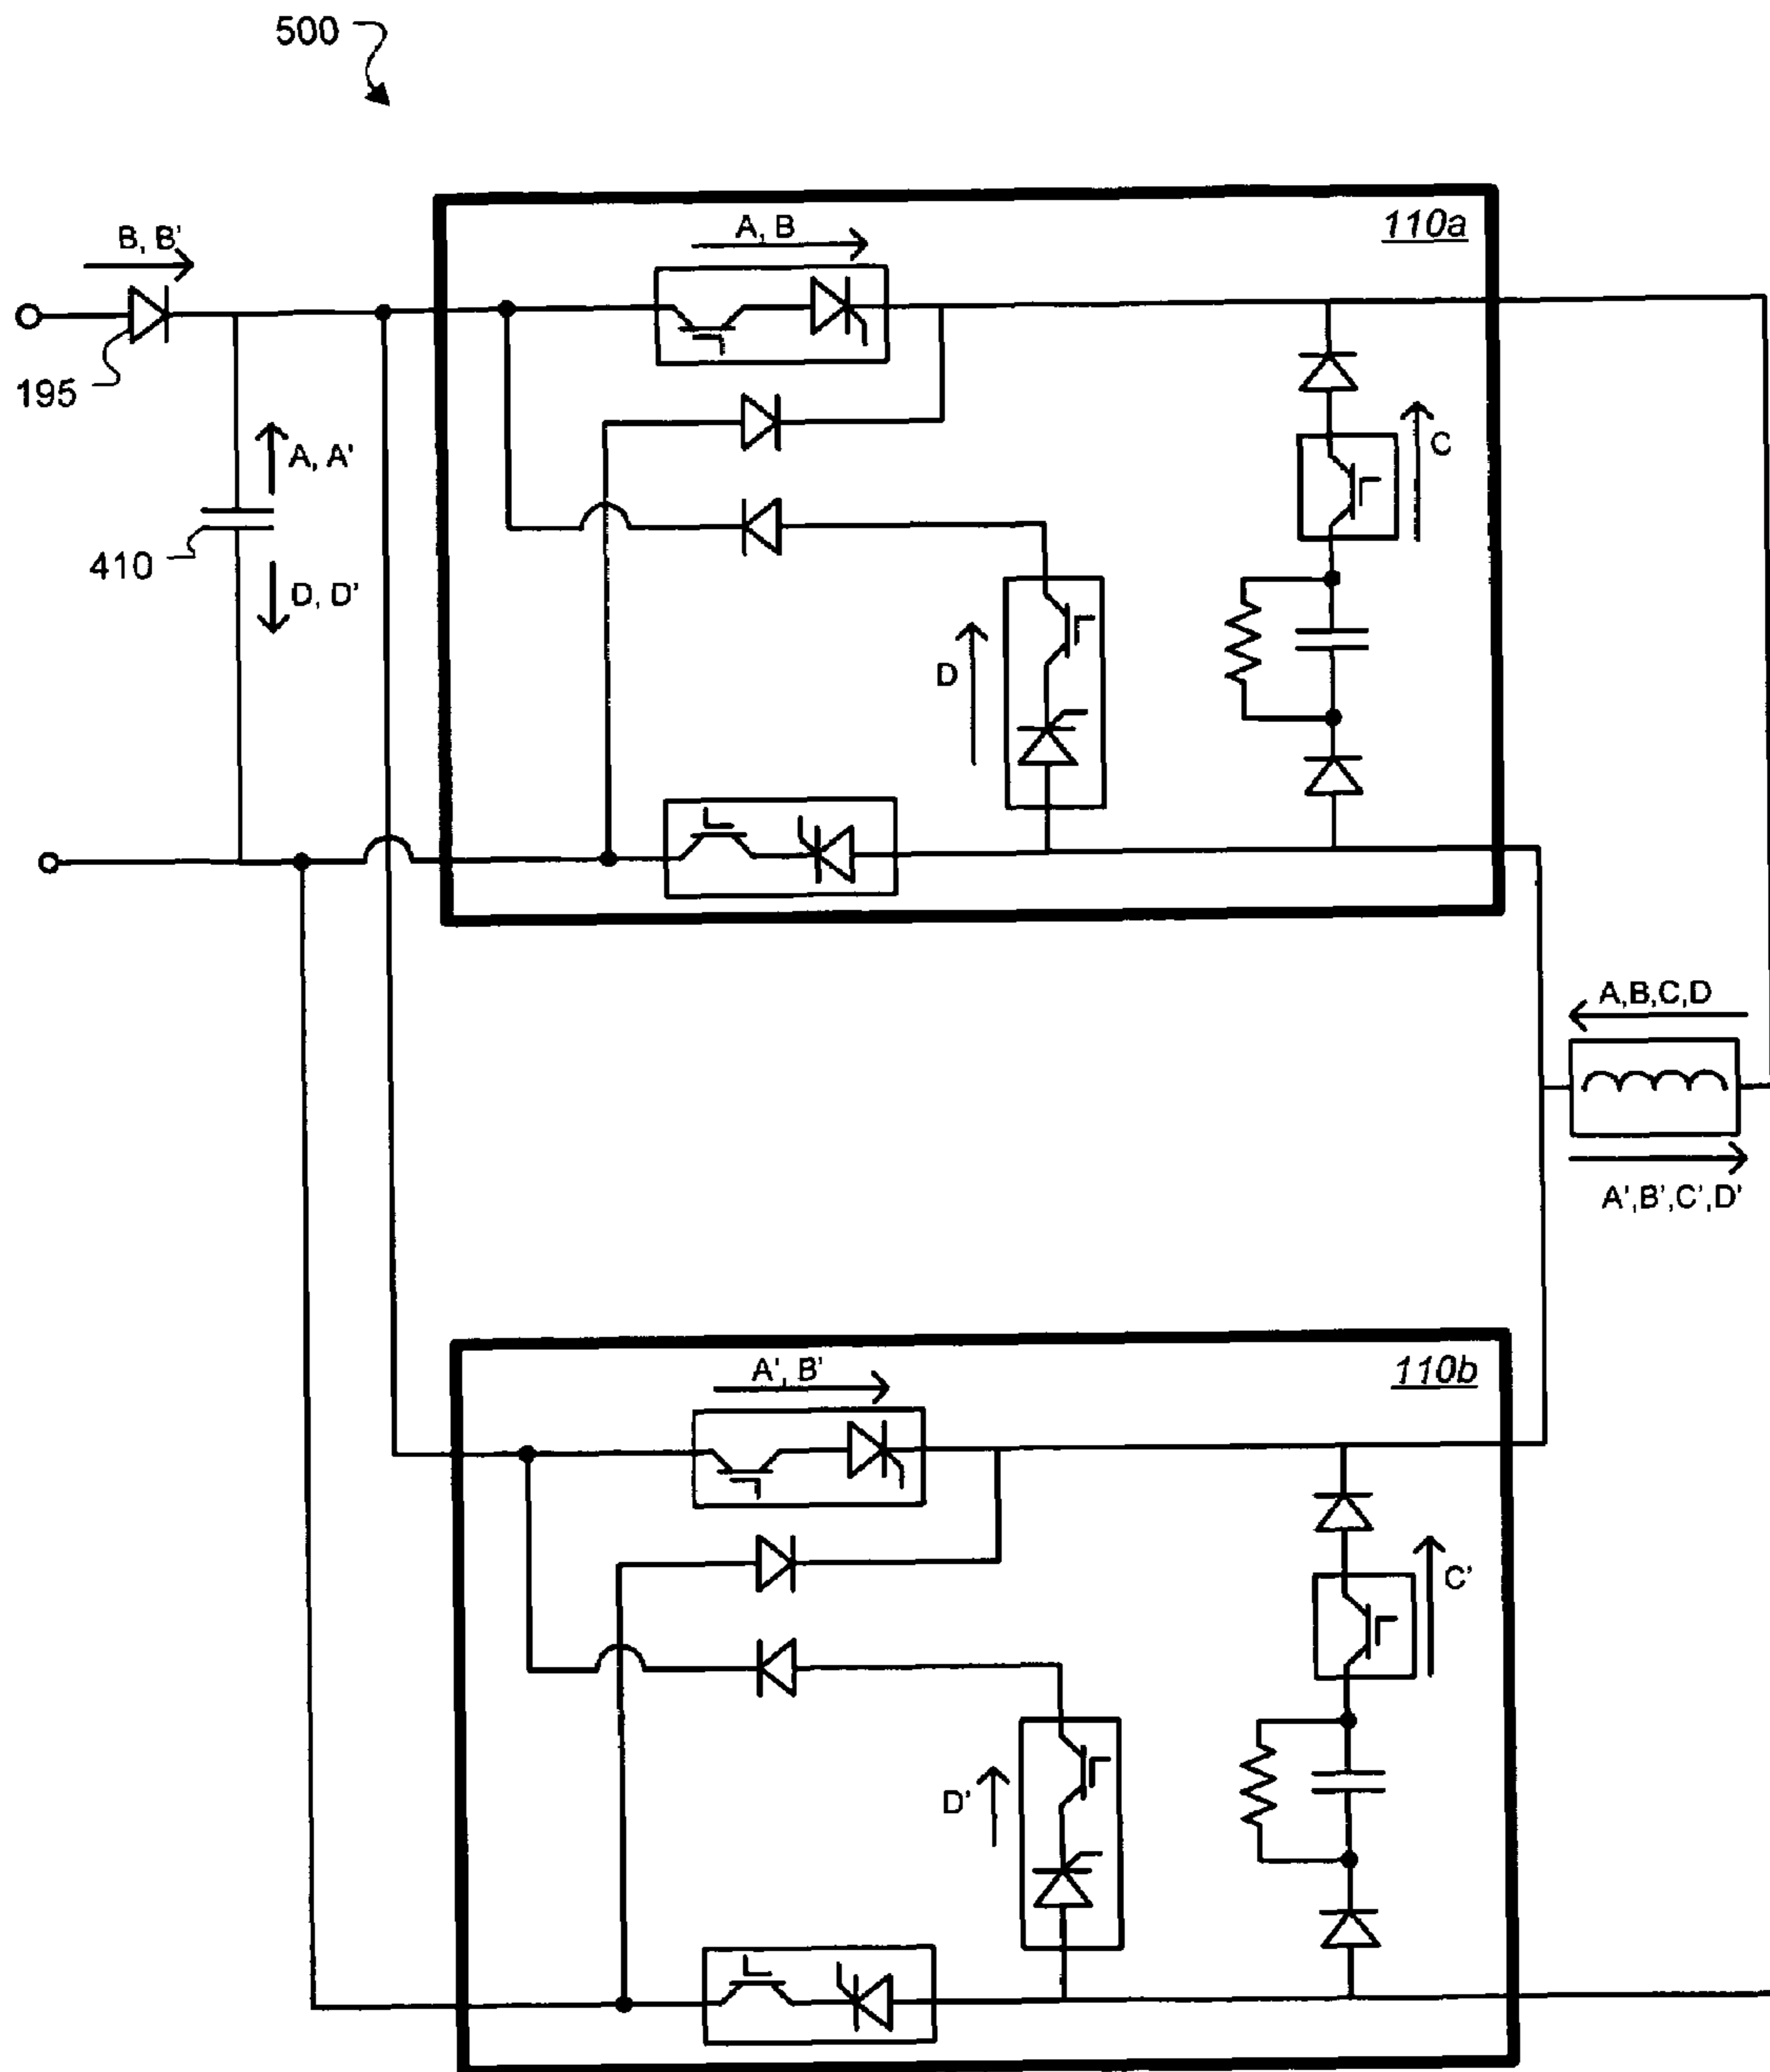 500
110a
B, B'
A, B
195
A, A'
C
410
D, D'
D
A,B,C,D
A',B',C',D'
110b
A', B'
C'
D'